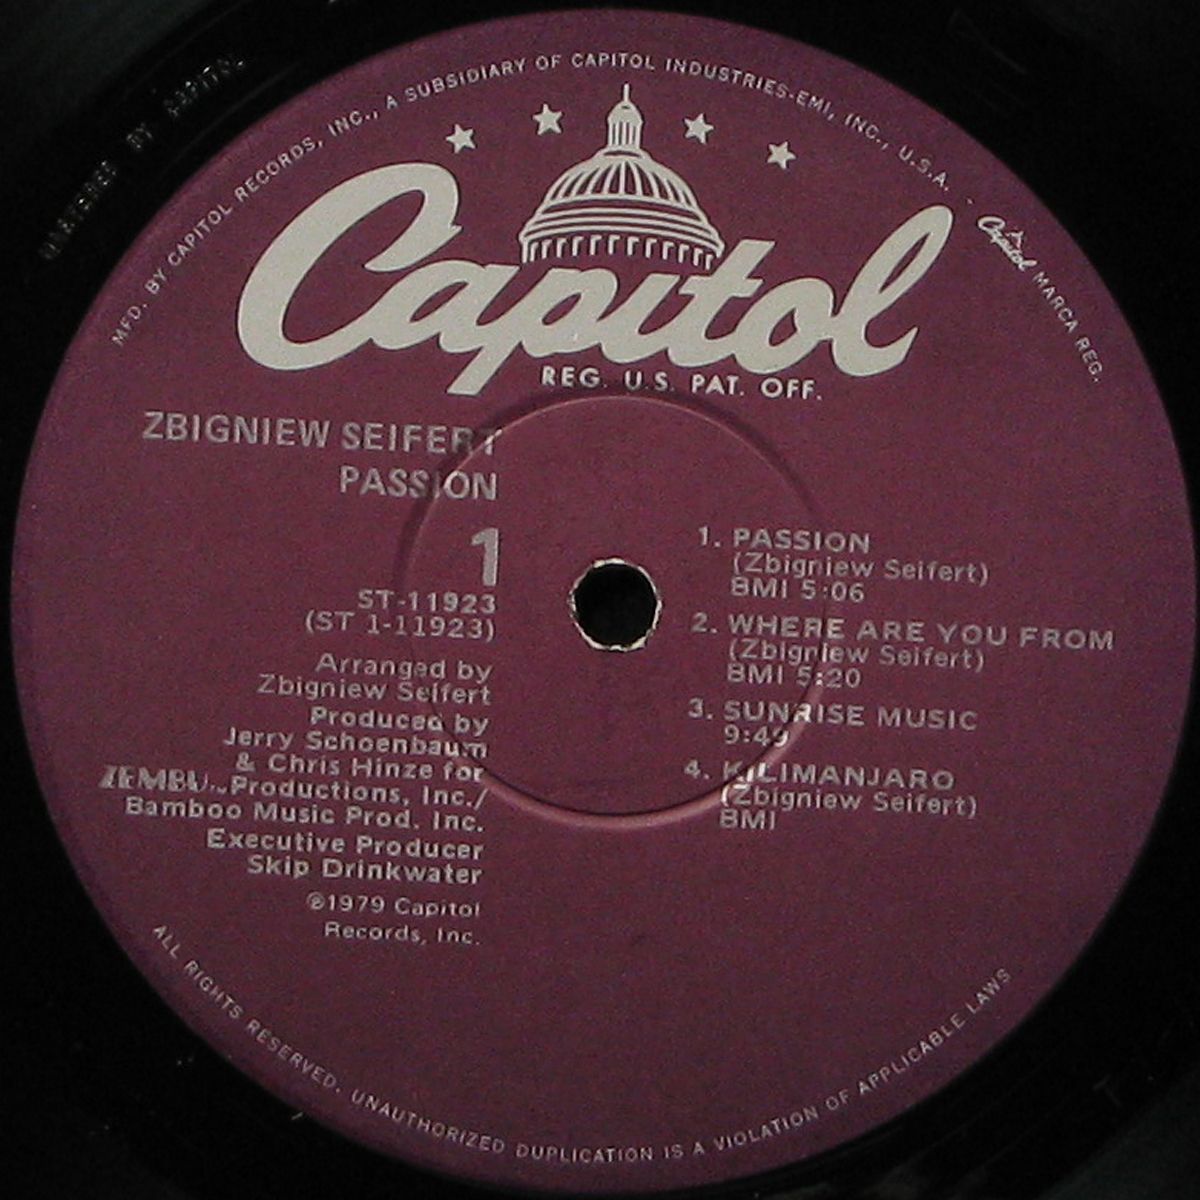 MASTERED BY CAPITOL
MFD. BY CAPITOL RECORDS, INC., A SUBSIDIARY OF CAPITOL INDUSTRIES-EMI, INC., U.S.A. · Capitol MARCA REG.
Capitol
REG. U.S. PAT. OFF.
ZBIGNIEW SEIFERT
PASSION
1
ST-11923
(ST 1-11923)
Arranged by
Zbigniew Seifert
Produced by
Jerry Schoenbaum
& Chris Hinze for
ZEMBU Productions, Inc./
Bamboo Music Prod. Inc.
Executive Producer
Skip Drinkwater
℗1979 Capitol
Records, Inc.
1. PASSION
(Zbigniew Seifert)
BMI 5:06
2. WHERE ARE YOU FROM
(Zbigniew Seifert)
BMI 5:20
3. SUNRISE MUSIC
9:49
4. KILIMANJARO
(Zbigniew Seifert)
BMI
ALL RIGHTS RESERVED. UNAUTHORIZED DUPLICATION IS A VIOLATION OF APPLICABLE LAWS